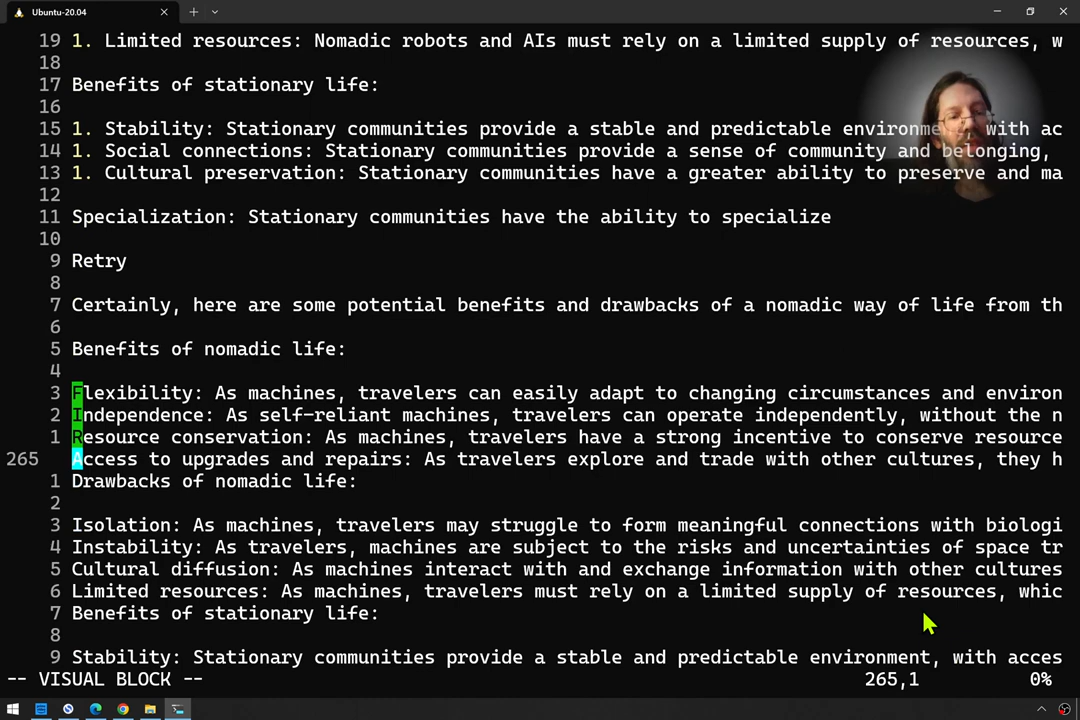 Ubuntu-20.04
19 1. Limited resources: Nomadic robots and AIs must rely on a limited supply of resources, w
18
17 Benefits of stationary life:
16
15 1. Stability: Stationary communities provide a stable and predictable environment, with ac
14 1. Social connections: Stationary communities provide a sense of community and belonging,
13 1. Cultural preservation: Stationary communities have a greater ability to preserve and ma
12
11 Specialization: Stationary communities have the ability to specialize
10
9 Retry
8
7 Certainly, here are some potential benefits and drawbacks of a nomadic way of life from th
6
5 Benefits of nomadic life:
4
3 Flexibility: As machines, travelers can easily adapt to changing circumstances and environ
2 Independence: As self-reliant machines, travelers can operate independently, without the n
1 Resource conservation: As machines, travelers have a strong incentive to conserve resource
265 Access to upgrades and repairs: As travelers explore and trade with other cultures, they h
1 Drawbacks of nomadic life:
2
3 Isolation: As machines, travelers may struggle to form meaningful connections with biologi
4 Instability: As travelers, machines are subject to the risks and uncertainties of space tr
5 Cultural diffusion: As machines interact with and exchange information with other cultures
6 Limited resources: As machines, travelers must rely on a limited supply of resources, whic
7 Benefits of stationary life:
8
9 Stability: Stationary communities provide a stable and predictable environment, with acces
-- VISUAL BLOCK -- 265,1 0%